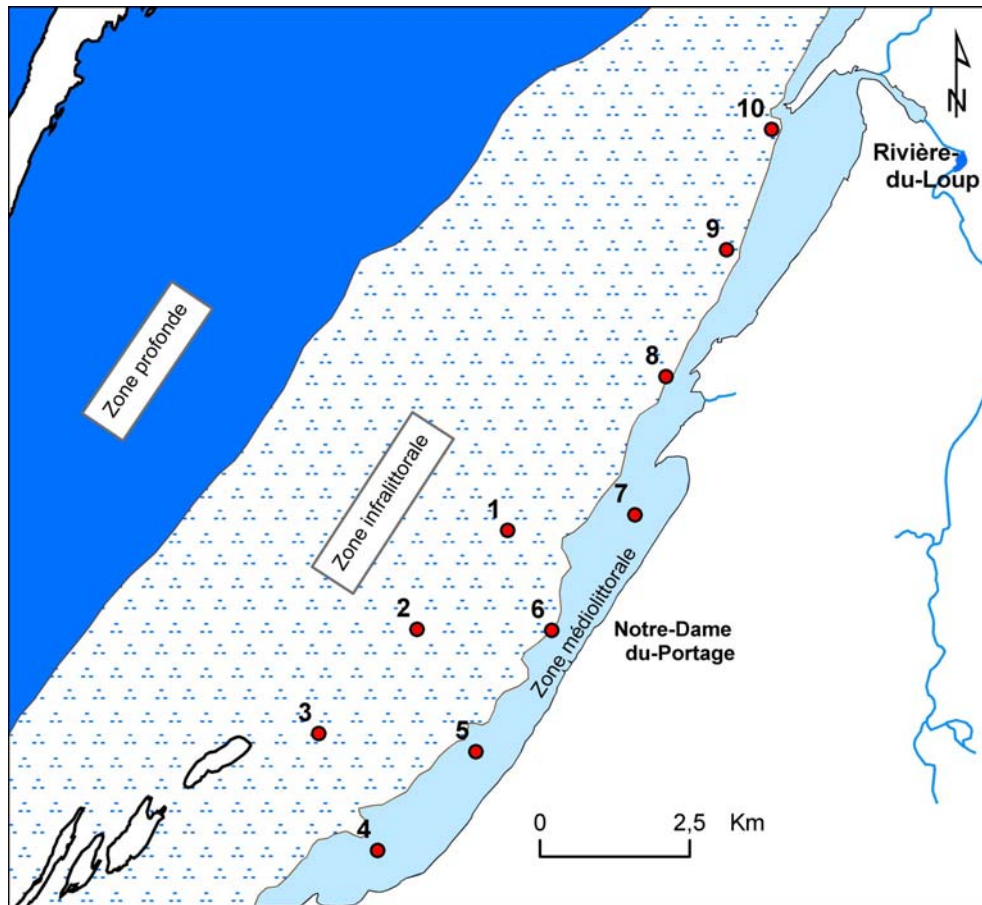 N
10
Rivière-
du-Loup
9
Zone profonde
8
Zone infralittorale
7
1
2
6
Notre-Dame
du-Portage
Zone médiolittorale
3
5
0 2,5 Km
4